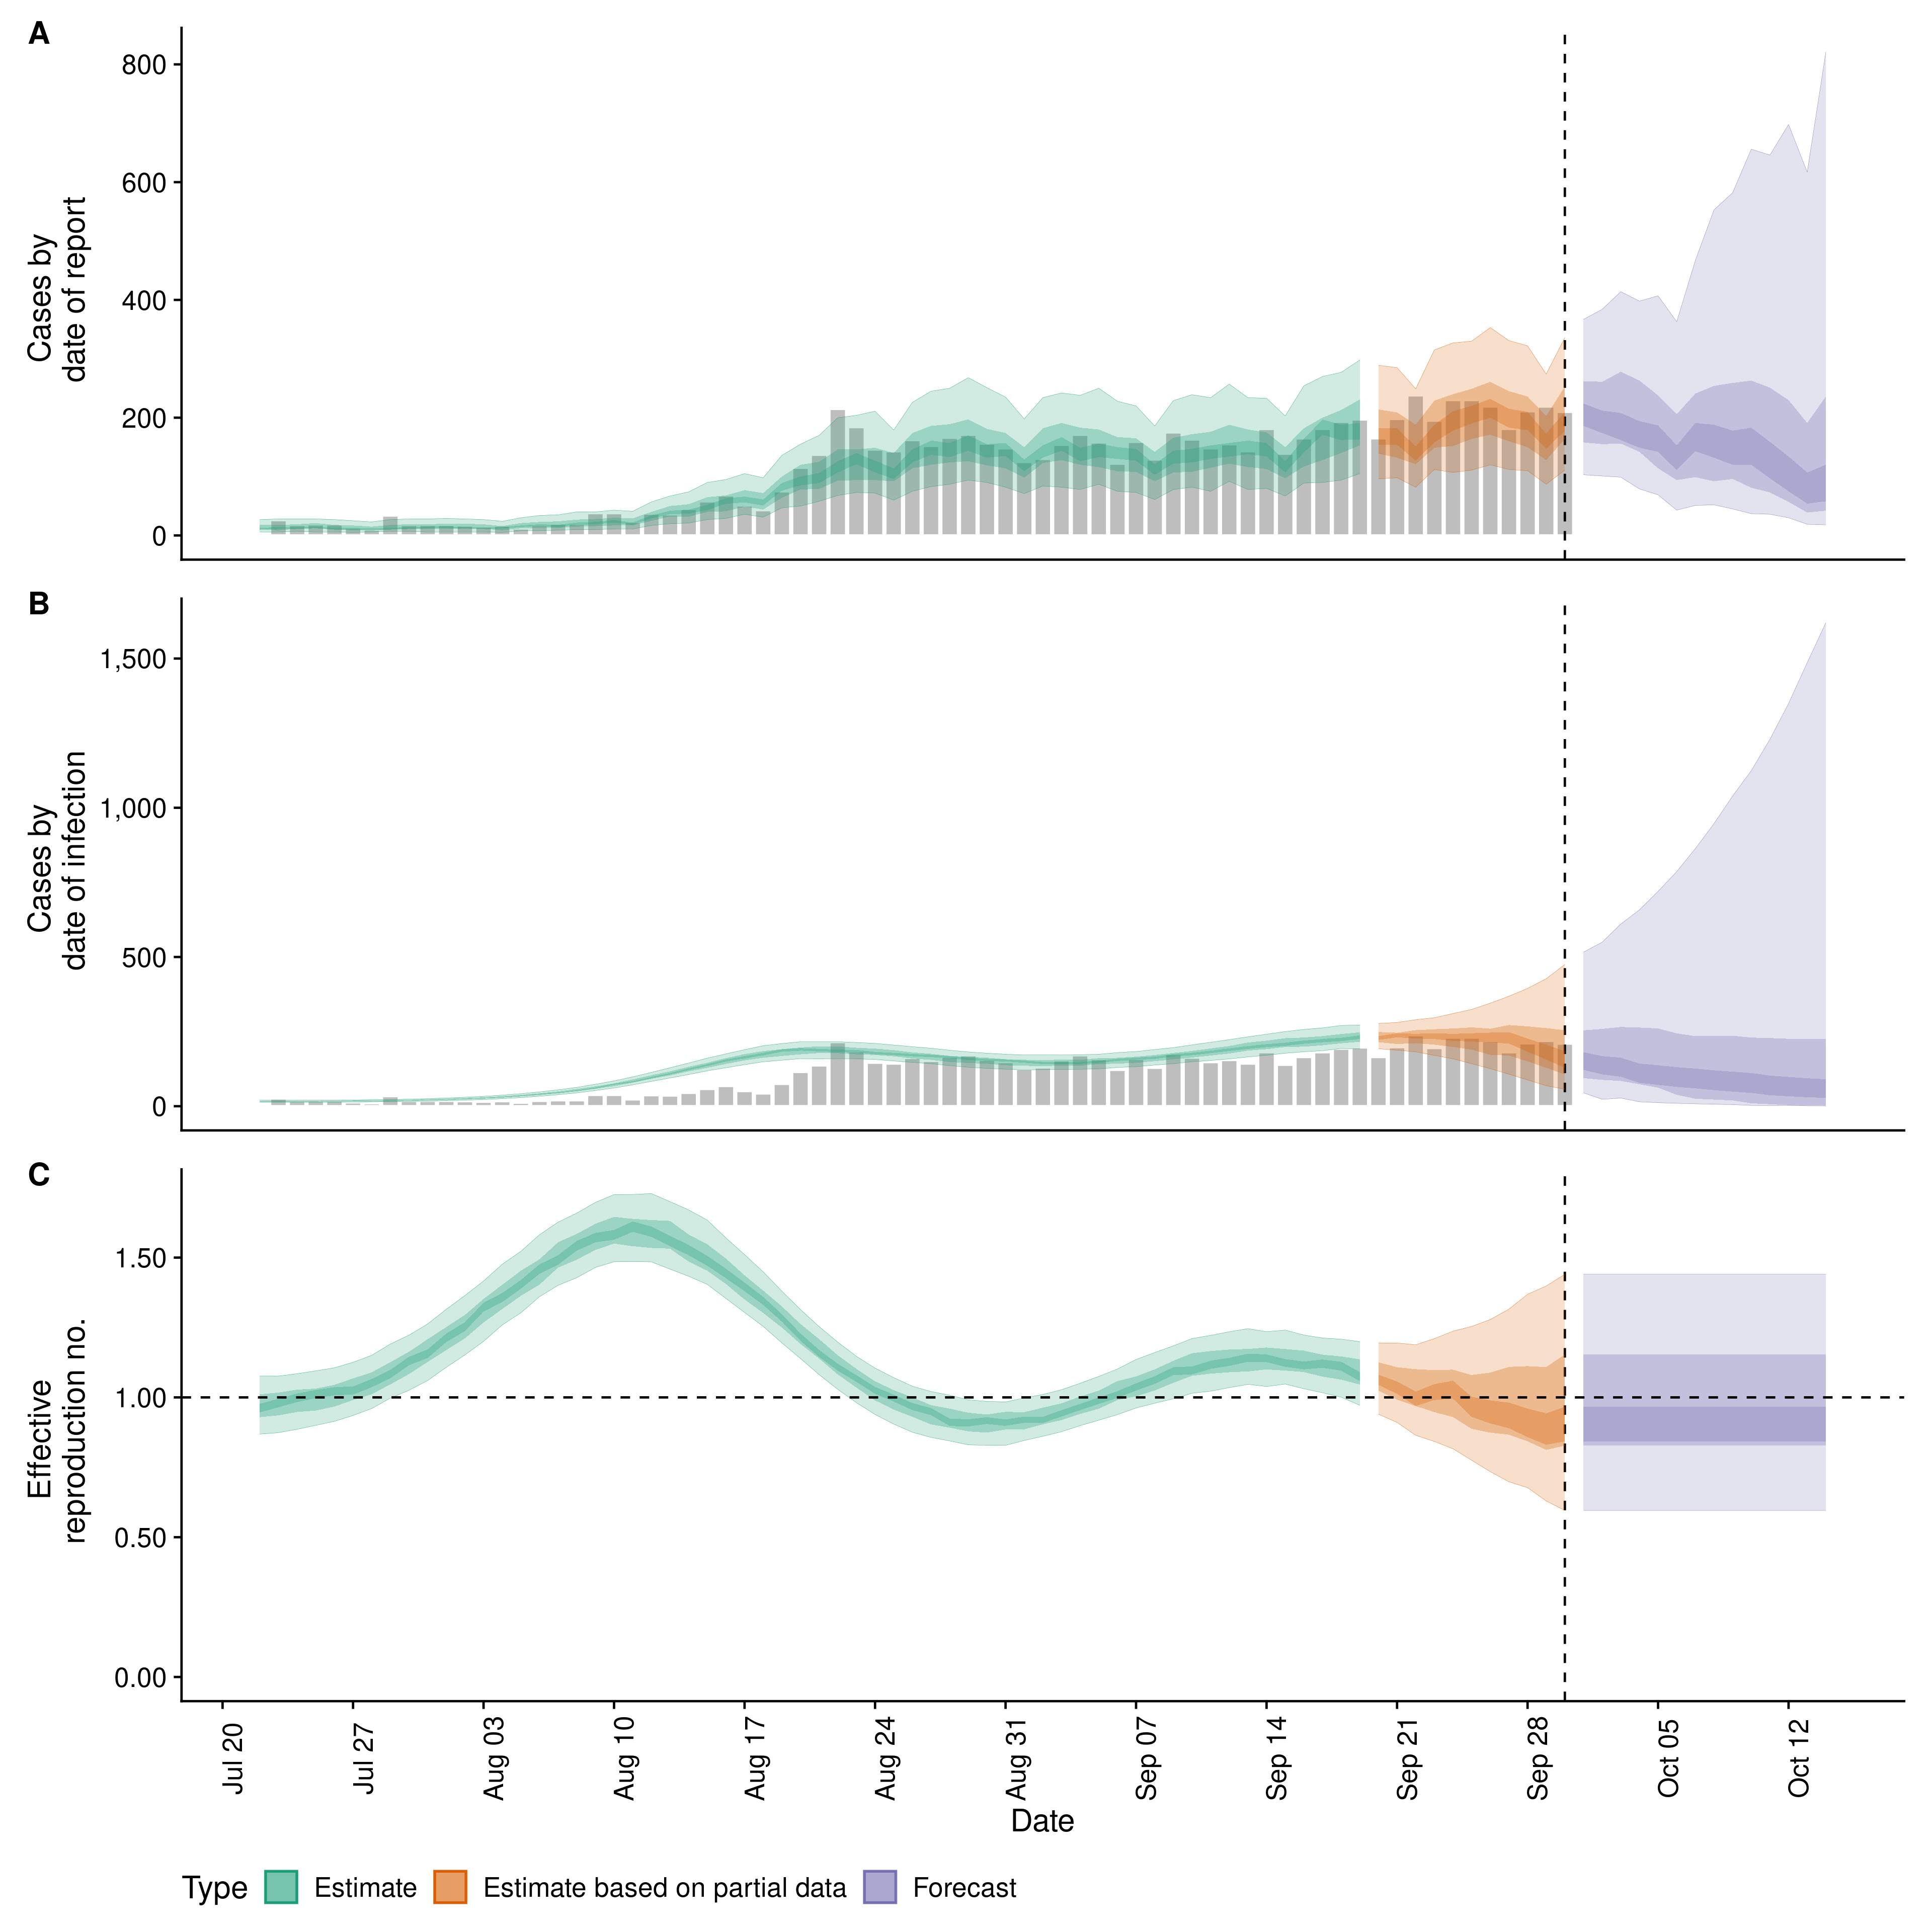 A
800
600
400
200
0
Cases by
date of report
B
1,500
1,000
500
0
Cases by
date of infection
C
1.50
1.00
0.50
0.00
Effective
reproduction no.
Jul 20
Jul 27
Aug 03
Aug 10
Aug 17
Aug 24
Aug 31
Sep 07
Sep 14
Sep 21
Sep 28
Oct 05
Oct 12
Date
Type Estimate Estimate based on partial data Forecast